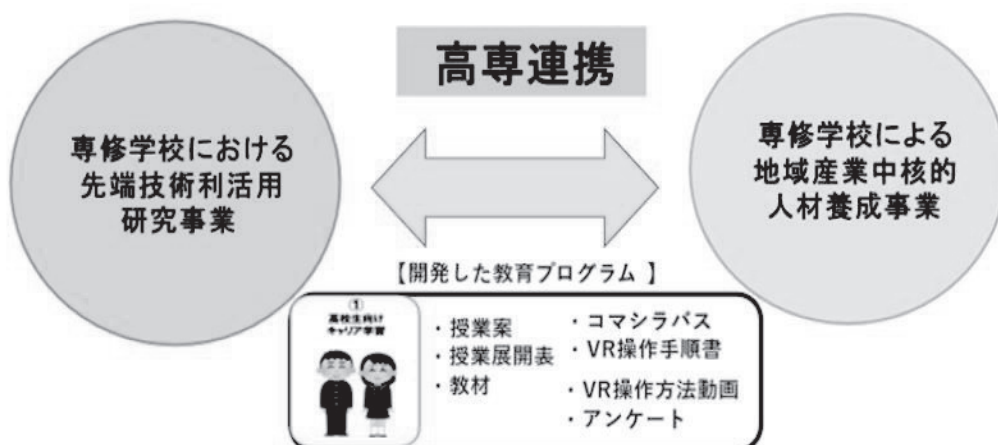 高専連携
専修学校における
先端技術利活用
研究事業
専修学校による
地域産業中核的
人材養成事業
【開発した教育プログラム 】
①
高校生向け
キャリア学習
・授業案
・授業展開表
・教材
・コマシラバス
・VR操作手順書
・VR操作方法動画
・アンケート